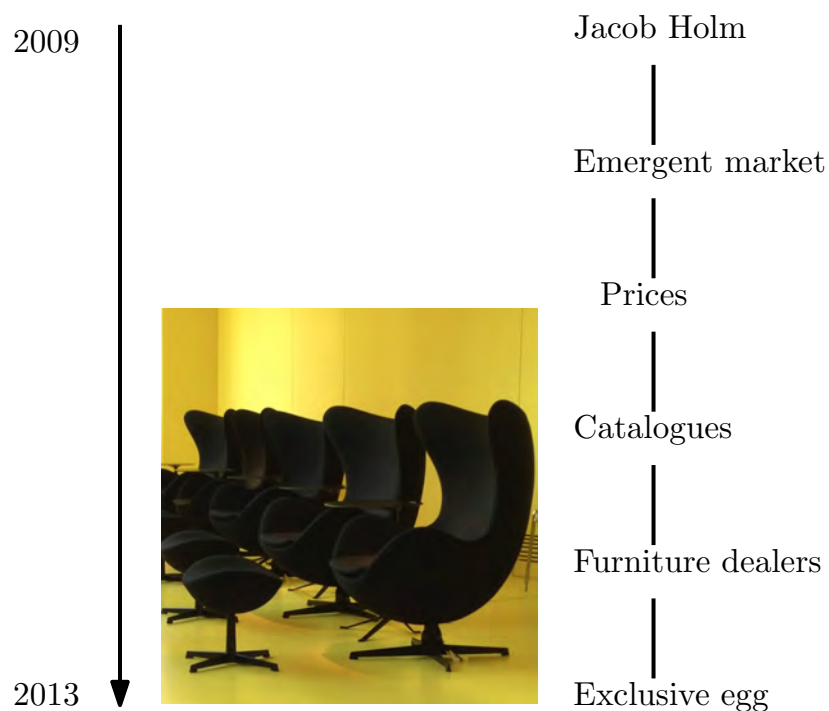 2009
Jacob Holm
Emergent market
Prices
Catalogues
Furniture dealers
2013
Exclusive egg